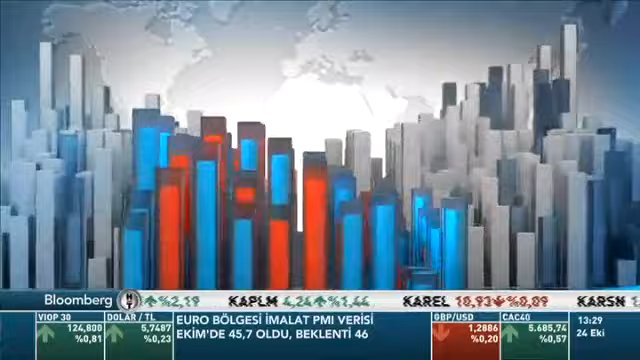 Bloomberg HT %2,19 KAPLM 4,24 %1,44 KAREL 10,93 %0,09 KARSN
VIOP 30 DOLAR / TL EURO BÖLGESİ İMALAT PMI VERİSİ GBP/USD CAC40 13:29
124,800 5,7487 EKİM'DE 45,7 OLDU, BEKLENTİ 46 1,2886 5.685,74 24 Eki
%0,81 %0,23 %0,20 %0,57